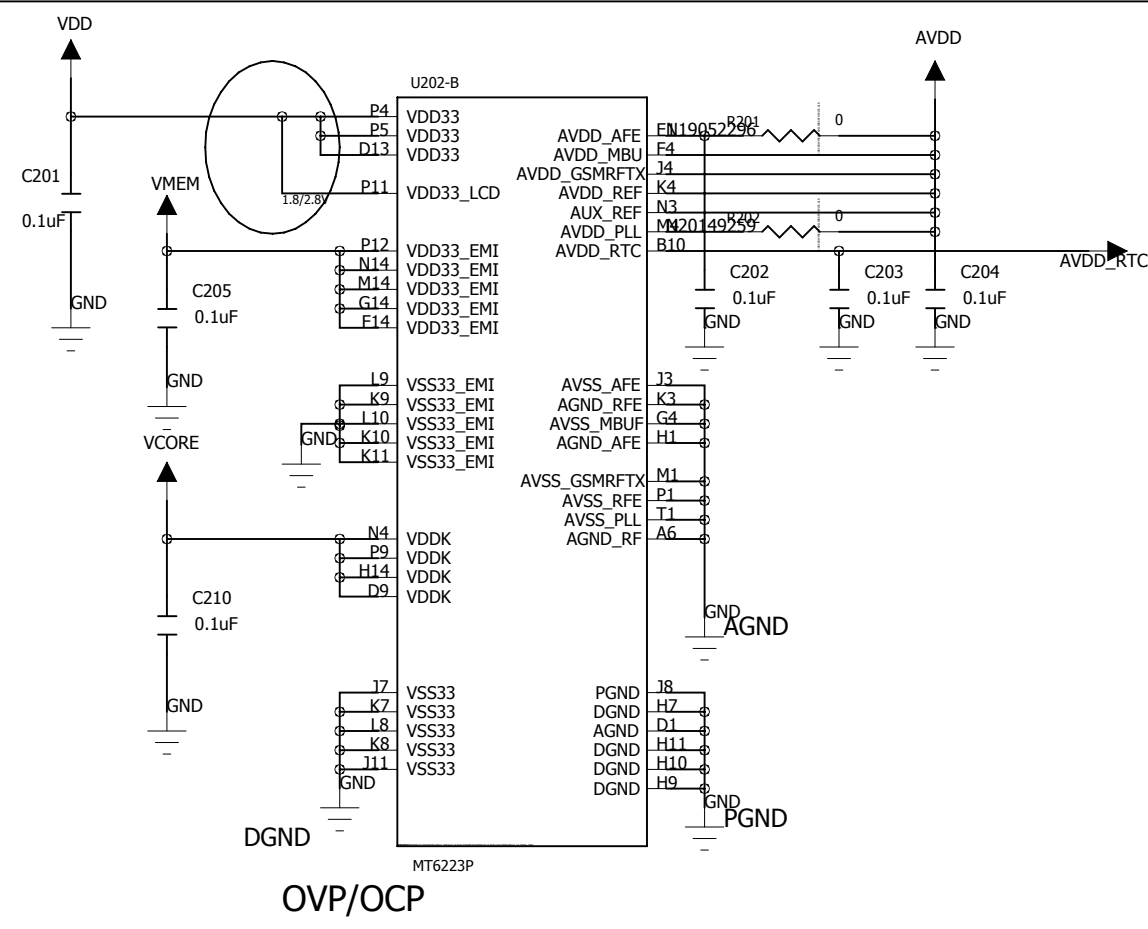 VDD
AVDD
U202-B
P4 VDD33
P5 VDD33
D13 VDD33
P11 VDD33_LCD
1.8/2.8V
C201
0.1uF
GND
VMEM
P12 VDD33_EMI
N14 VDD33_EMI
M14 VDD33_EMI
G14 VDD33_EMI
F14 VDD33_EMI
C205
0.1uF
GND
L9 VSS33_EMI
K9 VSS33_EMI
L10 VSS33_EMI
K10 VSS33_EMI
K11 VSS33_EMI
GND
VCORE
N4 VDDK
P9 VDDK
H14 VDDK
D9 VDDK
C210
0.1uF
GND
J7 VSS33
K7 VSS33
L8 VSS33
K8 VSS33
J11 VSS33
GND
DGND
AVDD_AFE
R201 0
AVDD_MBU F4
AVDD_GSMRFTX J4
AVDD_REF K4
AUX_REF N3
AVDD_PLL
R202 0
AVDD_RTC B10
AVDD_RTC
C202
0.1uF
GND
C203
0.1uF
GND
C204
0.1uF
GND
AVSS_AFE J3
AGND_RFE K3
AVSS_MBUF G4
AGND_AFE H1
AVSS_GSMRFTX M1
AVSS_RFE P1
AVSS_PLL T1
AGND_RF A6
GND
AGND
PGND J8
DGND H7
AGND D1
DGND H11
DGND H10
DGND H9
GND
PGND
MT6223P
OVP/OCP